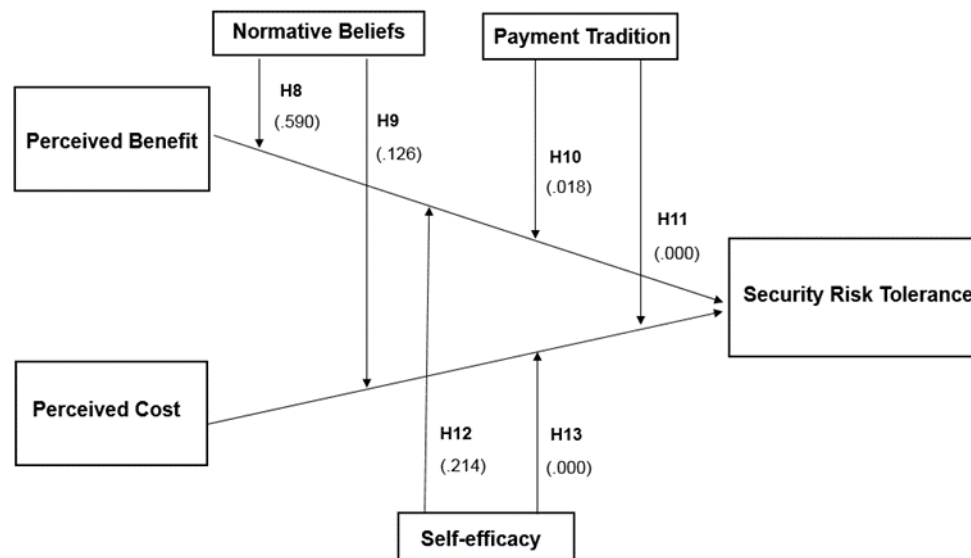 Normative Beliefs
Payment Tradition
H8
(.590)
Perceived Benefit
H9
(.126)
H10
(.018)
H11
(.000)
Security Risk Tolerance
Perceived Cost
H12
(.214)
H13
(.000)
Self-efficacy